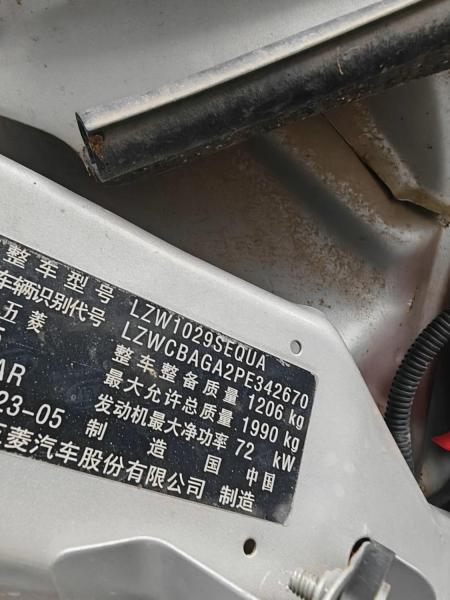 整车型号 LZW1029SEQUA
车辆识别代号 LZWCBAGA2PE342670
五菱 整车整备质量 1206 kg
最大允许总质量 1990 kg
AR 发动机最大净功率 72 kW
23-05 制造国 中国
五菱汽车股份有限公司 制造